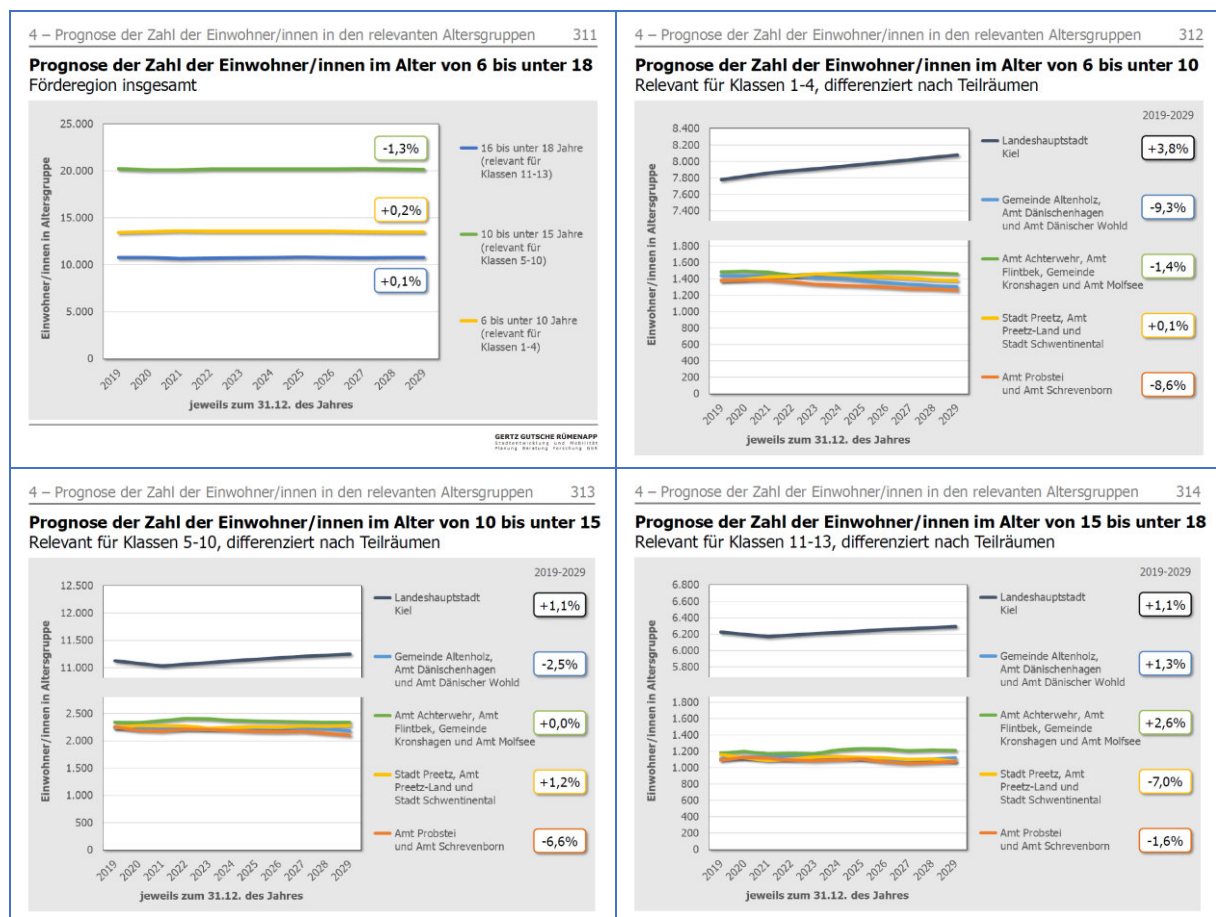 4 – Prognose der Zahl der Einwohner/innen in den relevanten Altersgruppen 311
Prognose der Zahl der Einwohner/innen im Alter von 6 bis unter 18
Förderegion insgesamt
Einwohner/innen in Altersgruppe
25.000
20.000
15.000
10.000
5.000
0
-1,3%
+0,2%
+0,1%
2019 2020 2021 2022 2023 2024 2025 2026 2027 2028 2029
jeweils zum 31.12. des Jahres
16 bis unter 18 Jahre
(relevant für
Klassen 11-13)
10 bis unter 15 Jahre
(relevant für
Klassen 5-10)
6 bis unter 10 Jahre
(relevant für
Klassen 1-4)
GERTZ GUTSCHE RÜMENAPP
Stadtentwicklung und Mobilität
Planung Beratung Forschung GbR
4 – Prognose der Zahl der Einwohner/innen in den relevanten Altersgruppen 312
Prognose der Zahl der Einwohner/innen im Alter von 6 bis unter 10
Relevant für Klassen 1-4, differenziert nach Teilräumen
Einwohner/innen in Altersgruppe
8.400
8.200
8.000
7.800
7.600
7.400
1.800
1.600
1.400
1.200
1.000
800
600
400
200
0
2019 2020 2021 2022 2023 2024 2025 2026 2027 2028 2029
jeweils zum 31.12. des Jahres
2019-2029
Landeshauptstadt
Kiel
+3,8%
Gemeinde Altenholz,
Amt Dänischenhagen
und Amt Dänischer Wohld
-9,3%
Amt Achterwehr, Amt
Flintbek, Gemeinde
Kronshagen und Amt Molfsee
-1,4%
Stadt Preetz, Amt
Preetz-Land und
Stadt Schwentinental
+0,1%
Amt Probstei
und Amt Schrevenborn
-8,6%
4 – Prognose der Zahl der Einwohner/innen in den relevanten Altersgruppen 313
Prognose der Zahl der Einwohner/innen im Alter von 10 bis unter 15
Relevant für Klassen 5-10, differenziert nach Teilräumen
Einwohner/innen in Altersgruppe
12.500
12.000
11.500
11.000
2.500
2.000
1.500
1.000
500
0
2019 2020 2021 2022 2023 2024 2025 2026 2027 2028 2029
jeweils zum 31.12. des Jahres
2019-2029
Landeshauptstadt
Kiel
+1,1%
Gemeinde Altenholz,
Amt Dänischenhagen
und Amt Dänischer Wohld
-2,5%
Amt Achterwehr, Amt
Flintbek, Gemeinde
Kronshagen und Amt Molfsee
+0,0%
Stadt Preetz, Amt
Preetz-Land und
Stadt Schwentinental
+1,2%
Amt Probstei
und Amt Schrevenborn
-6,6%
4 – Prognose der Zahl der Einwohner/innen in den relevanten Altersgruppen 314
Prognose der Zahl der Einwohner/innen im Alter von 15 bis unter 18
Relevant für Klassen 11-13, differenziert nach Teilräumen
Einwohner/innen in Altersgruppe
6.800
6.600
6.400
6.200
6.000
5.800
1.800
1.600
1.400
1.200
1.000
800
600
400
200
0
2019 2020 2021 2022 2023 2024 2025 2026 2027 2028 2029
jeweils zum 31.12. des Jahres
2019-2029
Landeshauptstadt
Kiel
+1,1%
Gemeinde Altenholz,
Amt Dänischenhagen
und Amt Dänischer Wohld
+1,3%
Amt Achterwehr, Amt
Flintbek, Gemeinde
Kronshagen und Amt Molfsee
+2,6%
Stadt Preetz, Amt
Preetz-Land und
Stadt Schwentinental
-7,0%
Amt Probstei
und Amt Schrevenborn
-1,6%